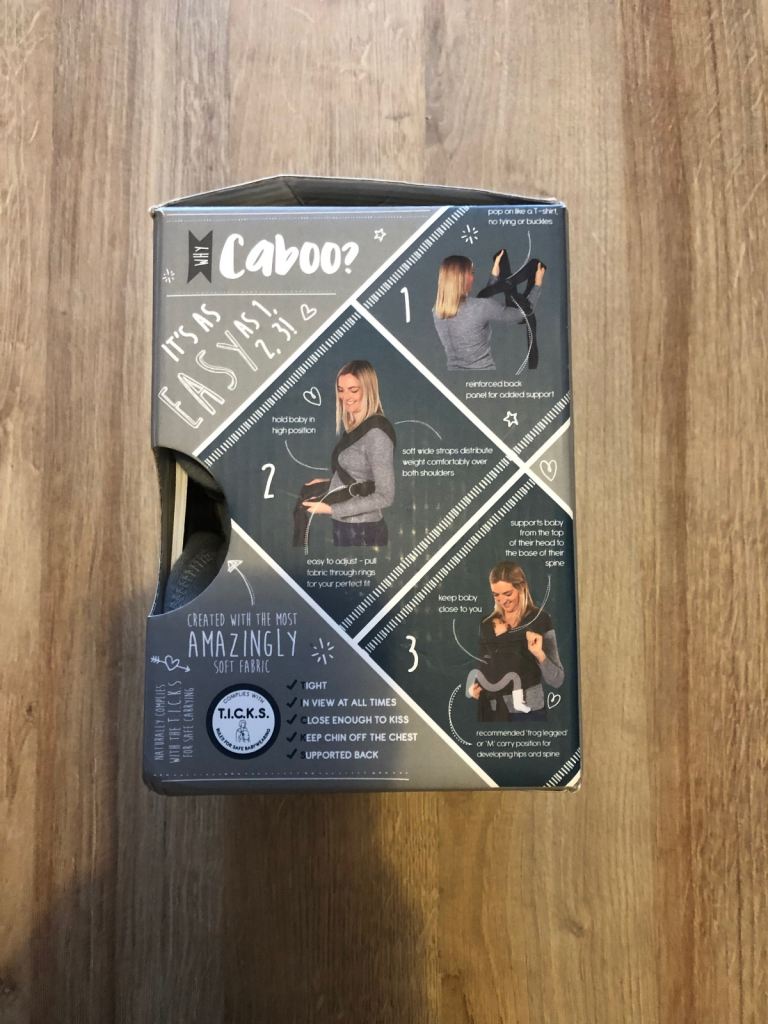 WHY
Caboo?
IT'S AS
EASY AS 1,
2, 3!
1
pop on like a T-shirt,
no tying or buckles
reinforced back
panel for added support
2
hold baby in
high position
soft wide straps distribute
weight comfortably over
both shoulders
easy to adjust - pull
fabric through rings
for your perfect fit
3
supports baby
from the top
of their head to
the base of their
spine
keep baby
close to you
recommended 'frog legged'
or 'M' carry position for
developing hips and spine
CREATED WITH THE MOST
AMAZINGLY
SOFT FABRIC
NATURALLY COMPLIES
WITH THE T.I.C.K.S
FOR SAFE CARRYING
COMPLIES WITH
T.I.C.K.S.
RULES FOR SAFE BABYWEARING
TIGHT
IN VIEW AT ALL TIMES
CLOSE ENOUGH TO KISS
KEEP CHIN OFF THE CHEST
SUPPORTED BACK